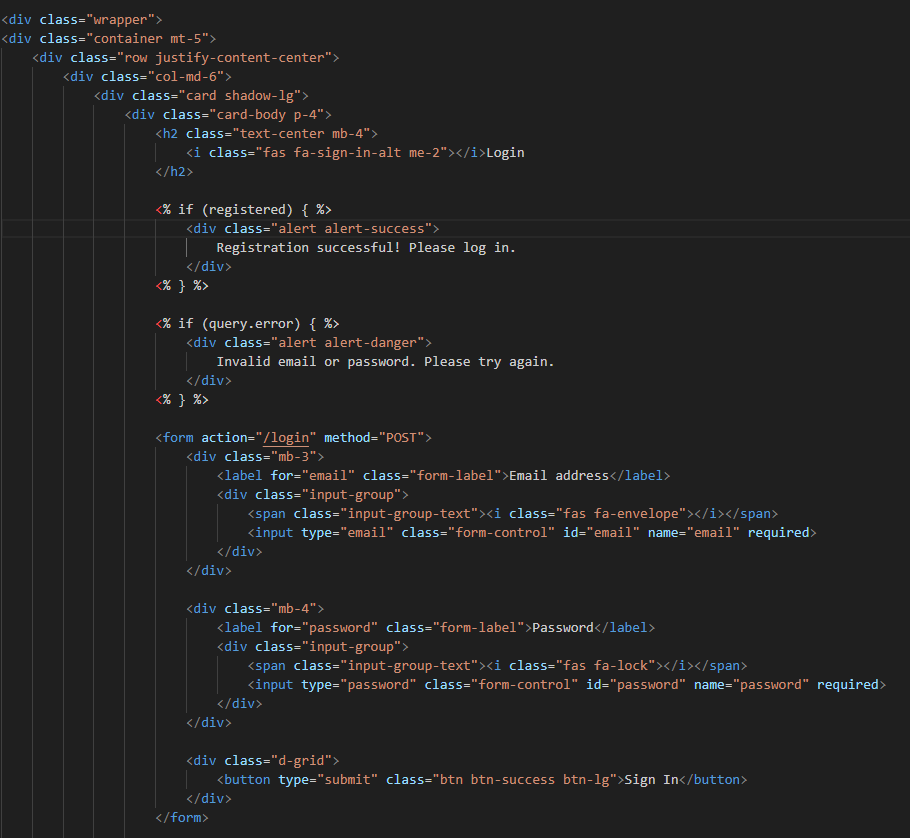 <div class="wrapper">
<div class="container mt-5">
    <div class="row justify-content-center">
        <div class="col-md-6">
            <div class="card shadow-lg">
                <div class="card-body p-4">
                    <h2 class="text-center mb-4">
                        <i class="fas fa-sign-in-alt me-2"></i>Login
                    </h2>

                    <% if (registered) { %>
                        <div class="alert alert-success">
                            Registration successful! Please log in.
                        </div>
                    <% } %>

                    <% if (query.error) { %>
                        <div class="alert alert-danger">
                            Invalid email or password. Please try again.
                        </div>
                    <% } %>

                    <form action="/login" method="POST">
                        <div class="mb-3">
                            <label for="email" class="form-label">Email address</label>
                            <div class="input-group">
                                <span class="input-group-text"><i class="fas fa-envelope"></i></span>
                                <input type="email" class="form-control" id="email" name="email" required>
                            </div>
                        </div>

                        <div class="mb-4">
                            <label for="password" class="form-label">Password</label>
                            <div class="input-group">
                                <span class="input-group-text"><i class="fas fa-lock"></i></span>
                                <input type="password" class="form-control" id="password" name="password" required>
                            </div>
                        </div>

                        <div class="d-grid">
                            <button type="submit" class="btn btn-success btn-lg">Sign In</button>
                        </div>
                    </form>